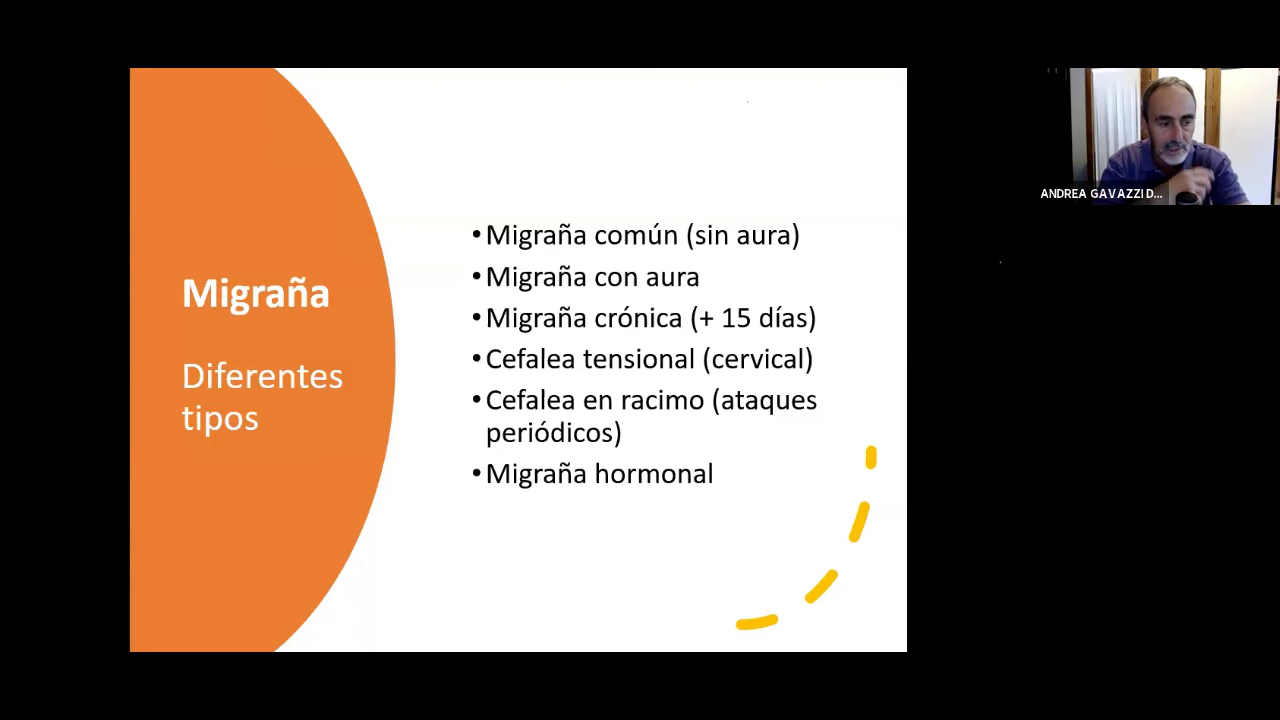 Migraña
Diferentes
tipos
•Migraña común (sin aura)
•Migraña con aura
•Migraña crónica (+ 15 días)
•Cefalea tensional (cervical)
•Cefalea en racimo (ataques
periódicos)
•Migraña hormonal
ANDREA GAVAZZI D...